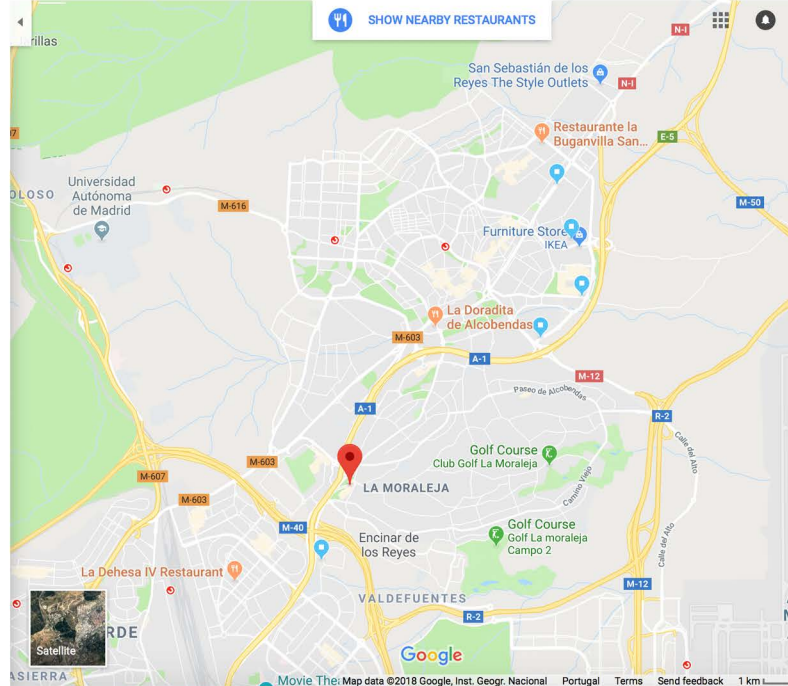 SHOW NEARBY RESTAURANTS
rillas
N-I
San Sebastián de los
Reyes The Style Outlets
N-I
Restaurante la
Buganvilla San...
E-5
OLOSO
Universidad
Autónoma
de Madrid
M-616
M-50
Furniture Store
IKEA
La Doradita
de Alcobendas
M-603
A-1
M-12
Paseo de Alcobendas
A-1
R-2
Calle del Alto
Golf Course
Club Golf La Moraleja
M-603
M-607
M-603
LA MORALEJA
Camino Viejo
M-40
Encinar de
los Reyes
Golf Course
Golf La moraleja
Campo 2
Calle del Alto
La Dehesa IV Restaurant
M-12
VALDEFUENTES
R-2
RDE
Satellite
Google
ASIERRA
Movie The
Map data ©2018 Google, Inst. Geogr. Nacional
Portugal
Terms
Send feedback
1 km